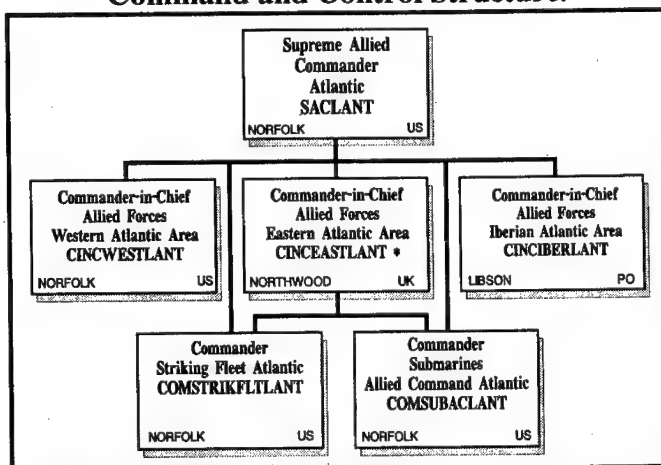 Command and Control Structure.
Supreme Allied
Commander
Atlantic
SACLANT
NORFOLK US
Commander-in-Chief
Allied Forces
Western Atlantic Area
CINCWESTLANT
NORFOLK US
Commander-in-Chief
Allied Forces
Eastern Atlantic Area
CINCEASTLANT *
NORTHWOOD UK
Commander-in-Chief
Allied Forces
Iberian Atlantic Area
CINCIBERLANT
LIBSON PO
Commander
Striking Fleet Atlantic
COMSTRIKFLTLANT
NORFOLK US
Commander
Submarines
Allied Command Atlantic
COMSUBACLANT
NORFOLK US